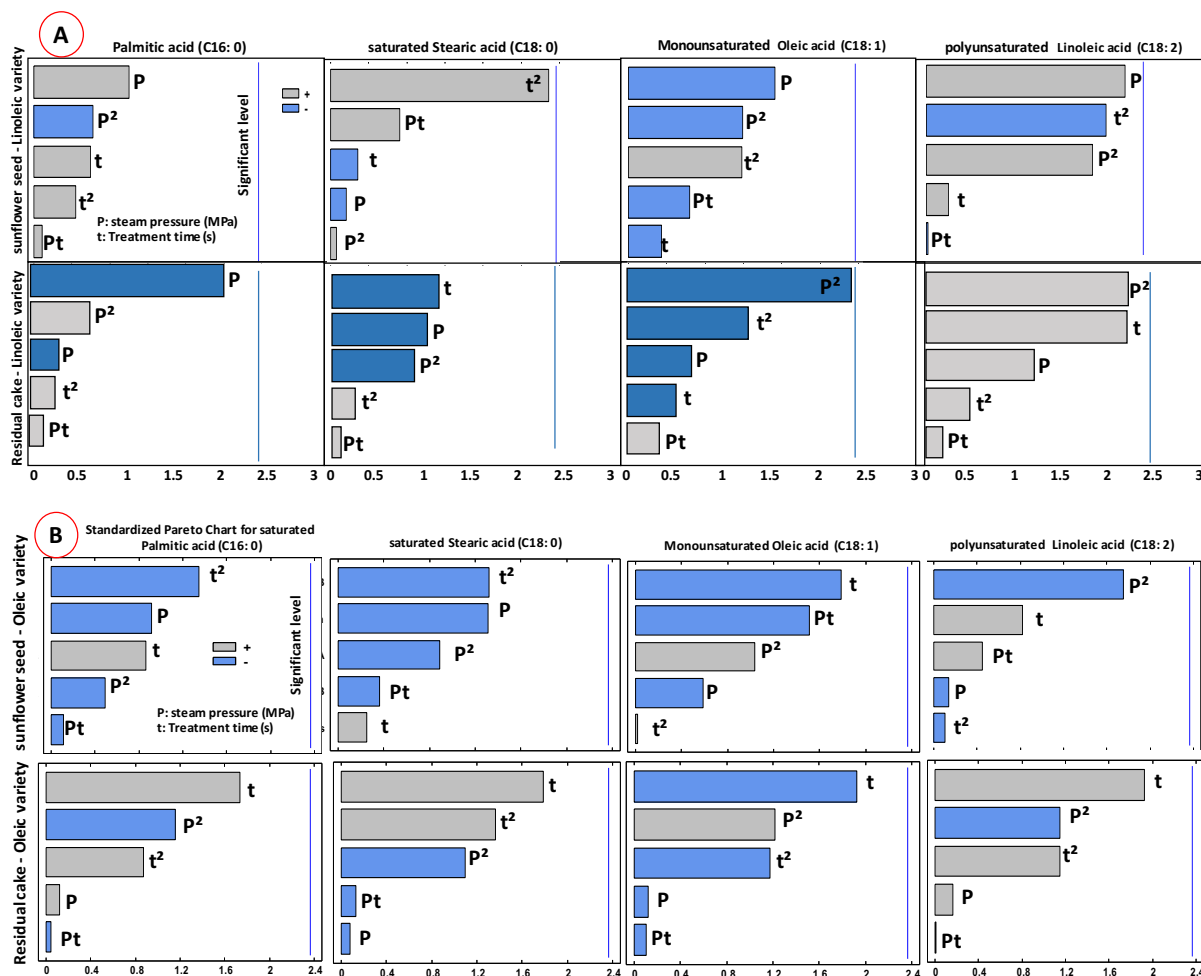 A
Palmitic acid (C16: 0)
saturated Stearic acid (C18: 0)
Monounsaturated Oleic acid (C18: 1)
polyunsaturated Linoleic acid (C18: 2)
sunflower seed - Linoleic variety
P
P²
t
t²
Pt
P: steam pressure (MPa)
t: Treatment time (s)
Significant level
+
-
t²
Pt
t
P
P²
P
P²
t²
Pt
t
P
t²
P²
t
Pt
Residual cake - Linoleic variety
P
P²
P
t²
Pt
t
P
P²
t²
Pt
P²
t²
P
t
Pt
P²
t
P
t²
Pt
0 0.5 1 1.5 2 2.5 3
0 0.5 1 1.5 2 2.5 3
0 0.5 1 1.5 2 2.5 3
0 0.5 1 1.5 2 2.5 3
B
Standardized Pareto Chart for saturated
Palmitic acid (C16: 0)
saturated Stearic acid (C18: 0)
Monounsaturated Oleic acid (C18: 1)
polyunsaturated Linoleic acid (C18: 2)
sunflower seed - Oleic variety
t²
P
t
P²
Pt
+
-
Significant level
P: steam pressure (MPa)
t: Treatment time (s)
t²
P
P²
Pt
t
t
Pt
P²
P
t²
P²
t
Pt
P
t²
Residual cake - Oleic variety
t
P²
t²
P
Pt
t
t²
P²
Pt
P
t
P²
t²
P
Pt
t
P²
t²
P
Pt
0 0.4 0.8 1.2 1.6 2 2.4
0 0.4 0.8 1.2 1.6 2 2.4
0 0.4 0.8 1.2 1.6 2 2.4
0 0.4 0.8 1.2 1.6 2 2.4